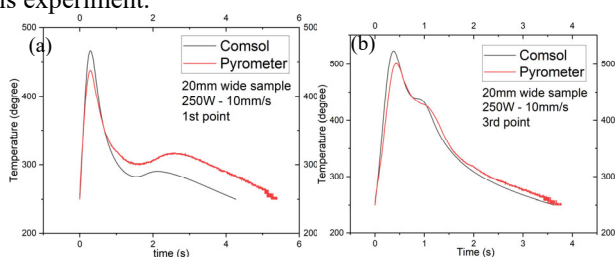 is experiment.
0 2 4 6
(a)
Comsol
Pyrometer
20mm wide sample
250W - 10mm/s
1st point
Temperature (degree)
500
400
300
200
500
400
300
200
0 2 4 6
time (s)
0 1 2 3 4
(b)
Comsol
Pyrometer
20mm wide sample
250W - 10mm/s
3rd point
Temperature (degree)
500
400
300
200
500
400
300
200
0 1 2 3 4
Time (s)